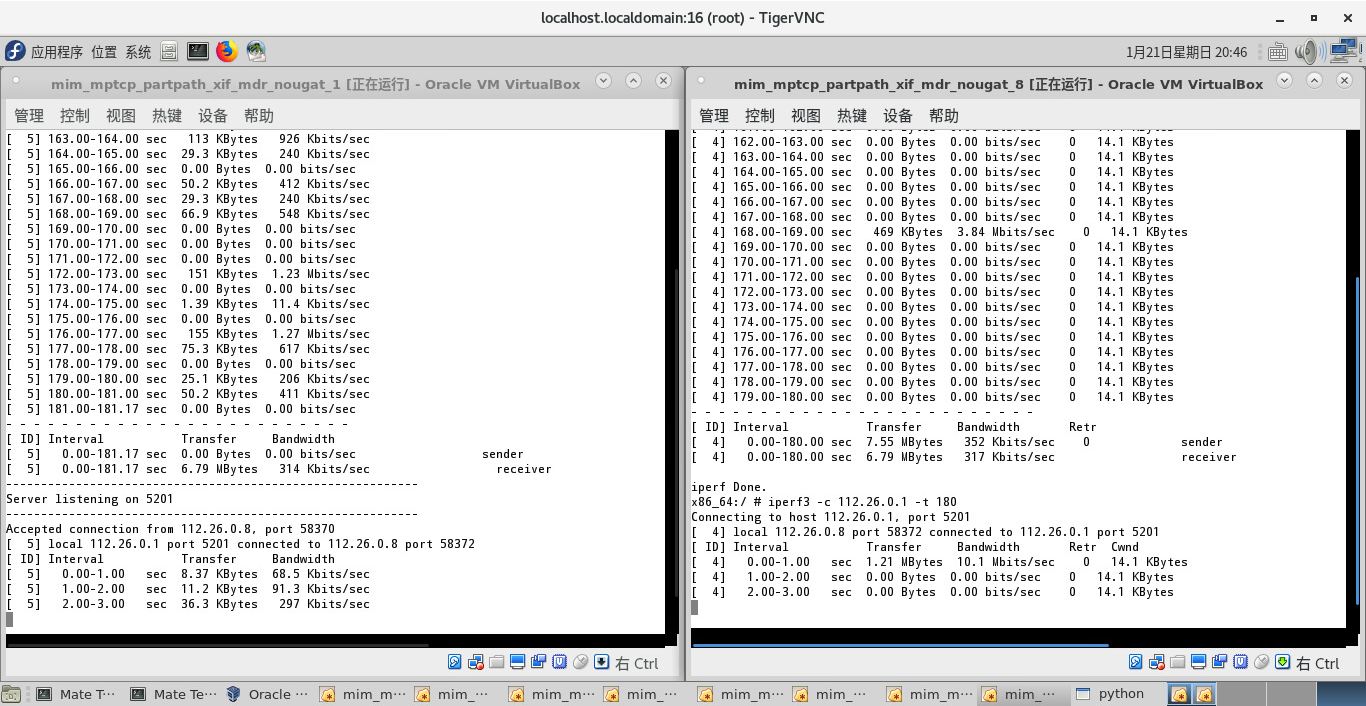 localhost.localdomain:16 (root) - TigerVNC
应用程序 位置 系统
1月21日星期日 20:46
mim_mptcp_partpath_xif_mdr_nougat_1 [正在运行] - Oracle VM VirtualBox
管理 控制 视图 热键 设备 帮助
[  5] 163.00-164.00 sec   113 KBytes   926 Kbits/sec
[  5] 164.00-165.00 sec  29.3 KBytes   240 Kbits/sec
[  5] 165.00-166.00 sec  0.00 Bytes  0.00 bits/sec
[  5] 166.00-167.00 sec  50.2 KBytes   412 Kbits/sec
[  5] 167.00-168.00 sec  29.3 KBytes   240 Kbits/sec
[  5] 168.00-169.00 sec  66.9 KBytes   548 Kbits/sec
[  5] 169.00-170.00 sec  0.00 Bytes  0.00 bits/sec
[  5] 170.00-171.00 sec  0.00 Bytes  0.00 bits/sec
[  5] 171.00-172.00 sec  0.00 Bytes  0.00 bits/sec
[  5] 172.00-173.00 sec   151 KBytes  1.23 Mbits/sec
[  5] 173.00-174.00 sec  0.00 Bytes  0.00 bits/sec
[  5] 174.00-175.00 sec  1.39 KBytes  11.4 Kbits/sec
[  5] 175.00-176.00 sec  0.00 Bytes  0.00 bits/sec
[  5] 176.00-177.00 sec   155 KBytes  1.27 Mbits/sec
[  5] 177.00-178.00 sec  75.3 KBytes   617 Kbits/sec
[  5] 178.00-179.00 sec  0.00 Bytes  0.00 bits/sec
[  5] 179.00-180.00 sec  25.1 KBytes   206 Kbits/sec
[  5] 180.00-181.00 sec  50.2 KBytes   411 Kbits/sec
[  5] 181.00-181.17 sec  0.00 Bytes  0.00 bits/sec
- - - - - - - - - - - - - - - - - - - - - - - - -
[ ID] Interval           Transfer     Bandwidth
[  5]   0.00-181.17 sec  0.00 Bytes  0.00 bits/sec                  sender
[  5]   0.00-181.17 sec  6.79 MBytes   314 Kbits/sec                  receiver
-----------------------------------------------------------
Server listening on 5201
-----------------------------------------------------------
Accepted connection from 112.26.0.8, port 58370
[  5] local 112.26.0.1 port 5201 connected to 112.26.0.8 port 58372
[ ID] Interval           Transfer     Bandwidth
[  5]   0.00-1.00   sec  8.37 KBytes  68.5 Kbits/sec
[  5]   1.00-2.00   sec  11.2 KBytes  91.3 Kbits/sec
[  5]   2.00-3.00   sec  36.3 KBytes   297 Kbits/sec
右 Ctrl
mim_mptcp_partpath_xif_mdr_nougat_8 [正在运行] - Oracle VM VirtualBox
管理 控制 视图 热键 设备 帮助
[  4] 162.00-163.00 sec  0.00 Bytes  0.00 bits/sec    0   14.1 KBytes
[  4] 163.00-164.00 sec  0.00 Bytes  0.00 bits/sec    0   14.1 KBytes
[  4] 164.00-165.00 sec  0.00 Bytes  0.00 bits/sec    0   14.1 KBytes
[  4] 165.00-166.00 sec  0.00 Bytes  0.00 bits/sec    0   14.1 KBytes
[  4] 166.00-167.00 sec  0.00 Bytes  0.00 bits/sec    0   14.1 KBytes
[  4] 167.00-168.00 sec  0.00 Bytes  0.00 bits/sec    0   14.1 KBytes
[  4] 168.00-169.00 sec   469 KBytes  3.84 Mbits/sec    0   14.1 KBytes
[  4] 169.00-170.00 sec  0.00 Bytes  0.00 bits/sec    0   14.1 KBytes
[  4] 170.00-171.00 sec  0.00 Bytes  0.00 bits/sec    0   14.1 KBytes
[  4] 171.00-172.00 sec  0.00 Bytes  0.00 bits/sec    0   14.1 KBytes
[  4] 172.00-173.00 sec  0.00 Bytes  0.00 bits/sec    0   14.1 KBytes
[  4] 173.00-174.00 sec  0.00 Bytes  0.00 bits/sec    0   14.1 KBytes
[  4] 174.00-175.00 sec  0.00 Bytes  0.00 bits/sec    0   14.1 KBytes
[  4] 175.00-176.00 sec  0.00 Bytes  0.00 bits/sec    0   14.1 KBytes
[  4] 176.00-177.00 sec  0.00 Bytes  0.00 bits/sec    0   14.1 KBytes
[  4] 177.00-178.00 sec  0.00 Bytes  0.00 bits/sec    0   14.1 KBytes
[  4] 178.00-179.00 sec  0.00 Bytes  0.00 bits/sec    0   14.1 KBytes
[  4] 179.00-180.00 sec  0.00 Bytes  0.00 bits/sec    0   14.1 KBytes
- - - - - - - - - - - - - - - - - - - - - - - - -
[ ID] Interval           Transfer     Bandwidth       Retr
[  4]   0.00-180.00 sec  7.55 MBytes   352 Kbits/sec    0             sender
[  4]   0.00-180.00 sec  6.79 MBytes   317 Kbits/sec                  receiver
iperf Done.
x86_64:/ # iperf3 -c 112.26.0.1 -t 180
Connecting to host 112.26.0.1, port 5201
[  4] local 112.26.0.8 port 58372 connected to 112.26.0.1 port 5201
[ ID] Interval           Transfer     Bandwidth       Retr  Cwnd
[  4]   0.00-1.00   sec  1.21 MBytes  10.1 Mbits/sec    0   14.1 KBytes
[  4]   1.00-2.00   sec  0.00 Bytes  0.00 bits/sec    0   14.1 KBytes
[  4]   2.00-3.00   sec  0.00 Bytes  0.00 bits/sec    0   14.1 KBytes
右 Ctrl
Mate T··· Mate Te··· Oracle ··· mim_m··· mim_··· mim_m··· mim_··· mim_m··· mim_··· mim_m··· mim_··· python